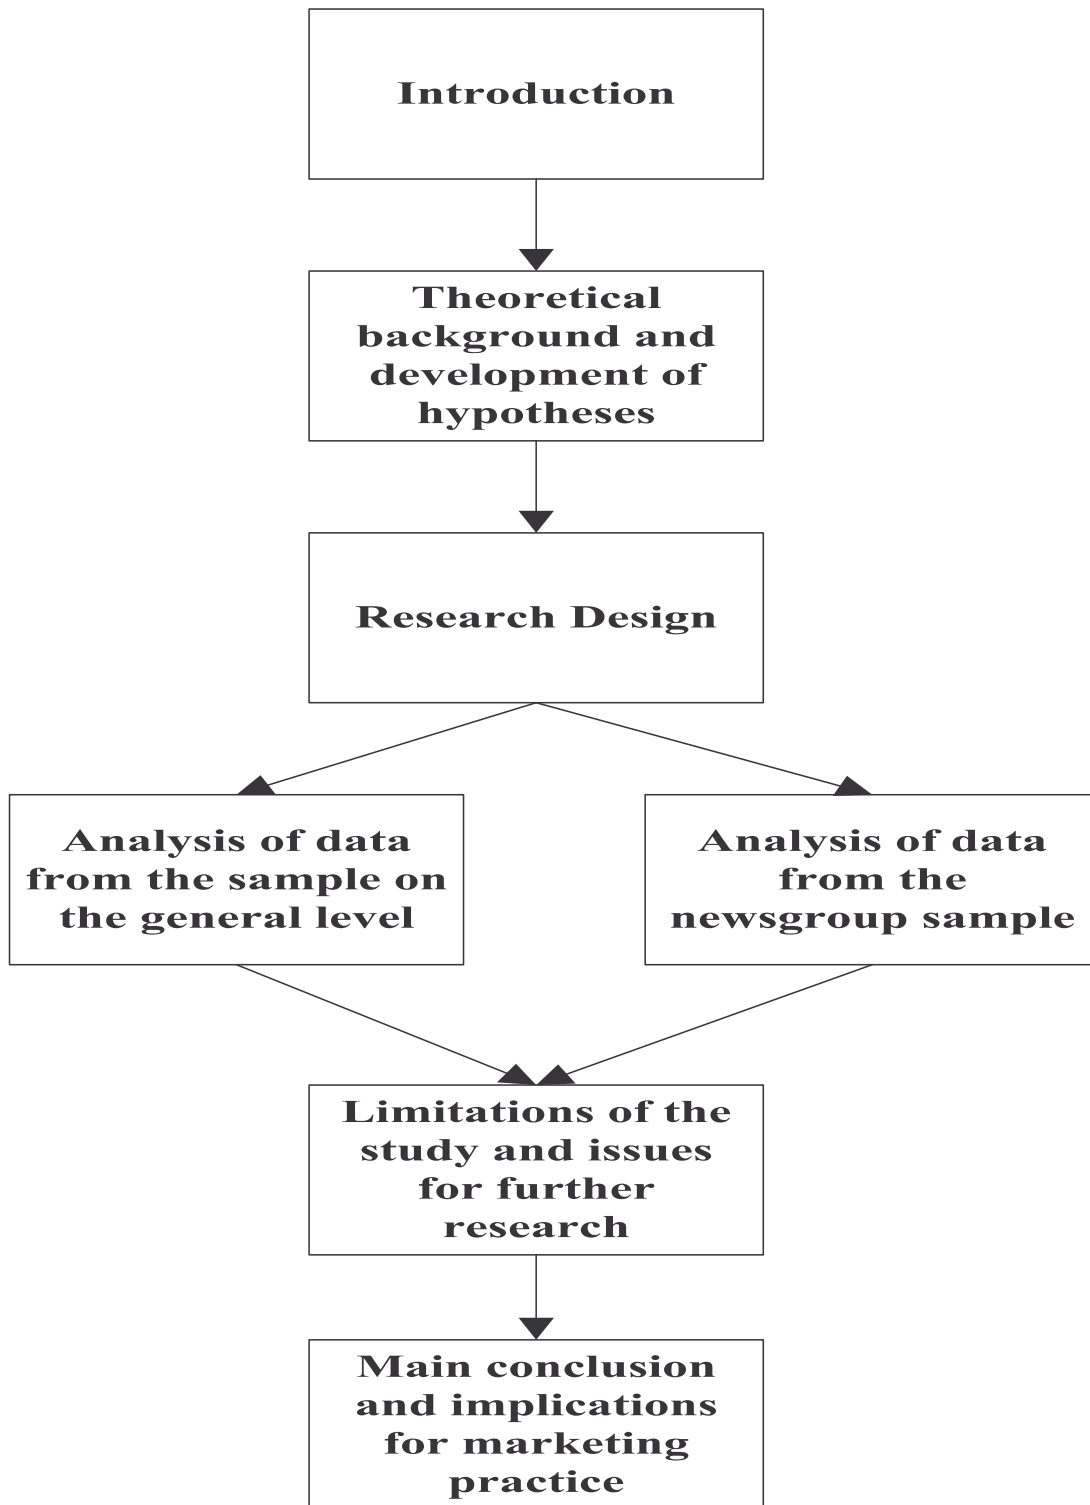 Introduction
Theoretical
background and
development of
hypotheses
Research Design
Analysis of data
from the sample on
the general level
Analysis of data
from the
newsgroup sample
Limitations of the
study and issues
for further
research
Main conclusion
and implications
for marketing
practice